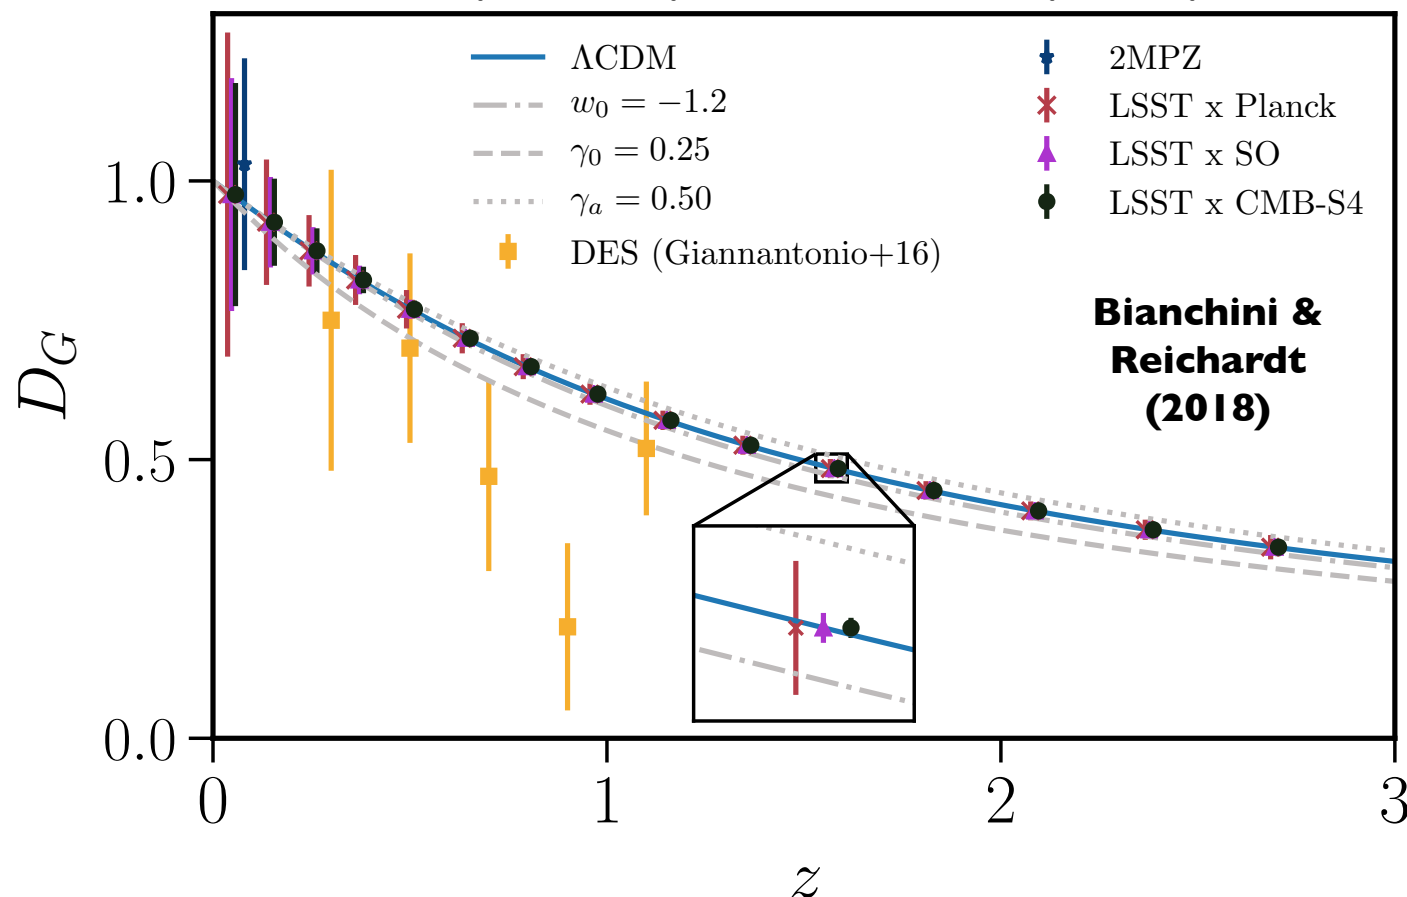 ΛCDM
w₀ = −1.2
γ₀ = 0.25
γₐ = 0.50
DES (Giannantonio+16)
2MPZ
LSST x Planck
LSST x SO
LSST x CMB-S4
Bianchini &
Reichardt
(2018)
D_G
1.0
0.5
0.0
0 1 2 3
z